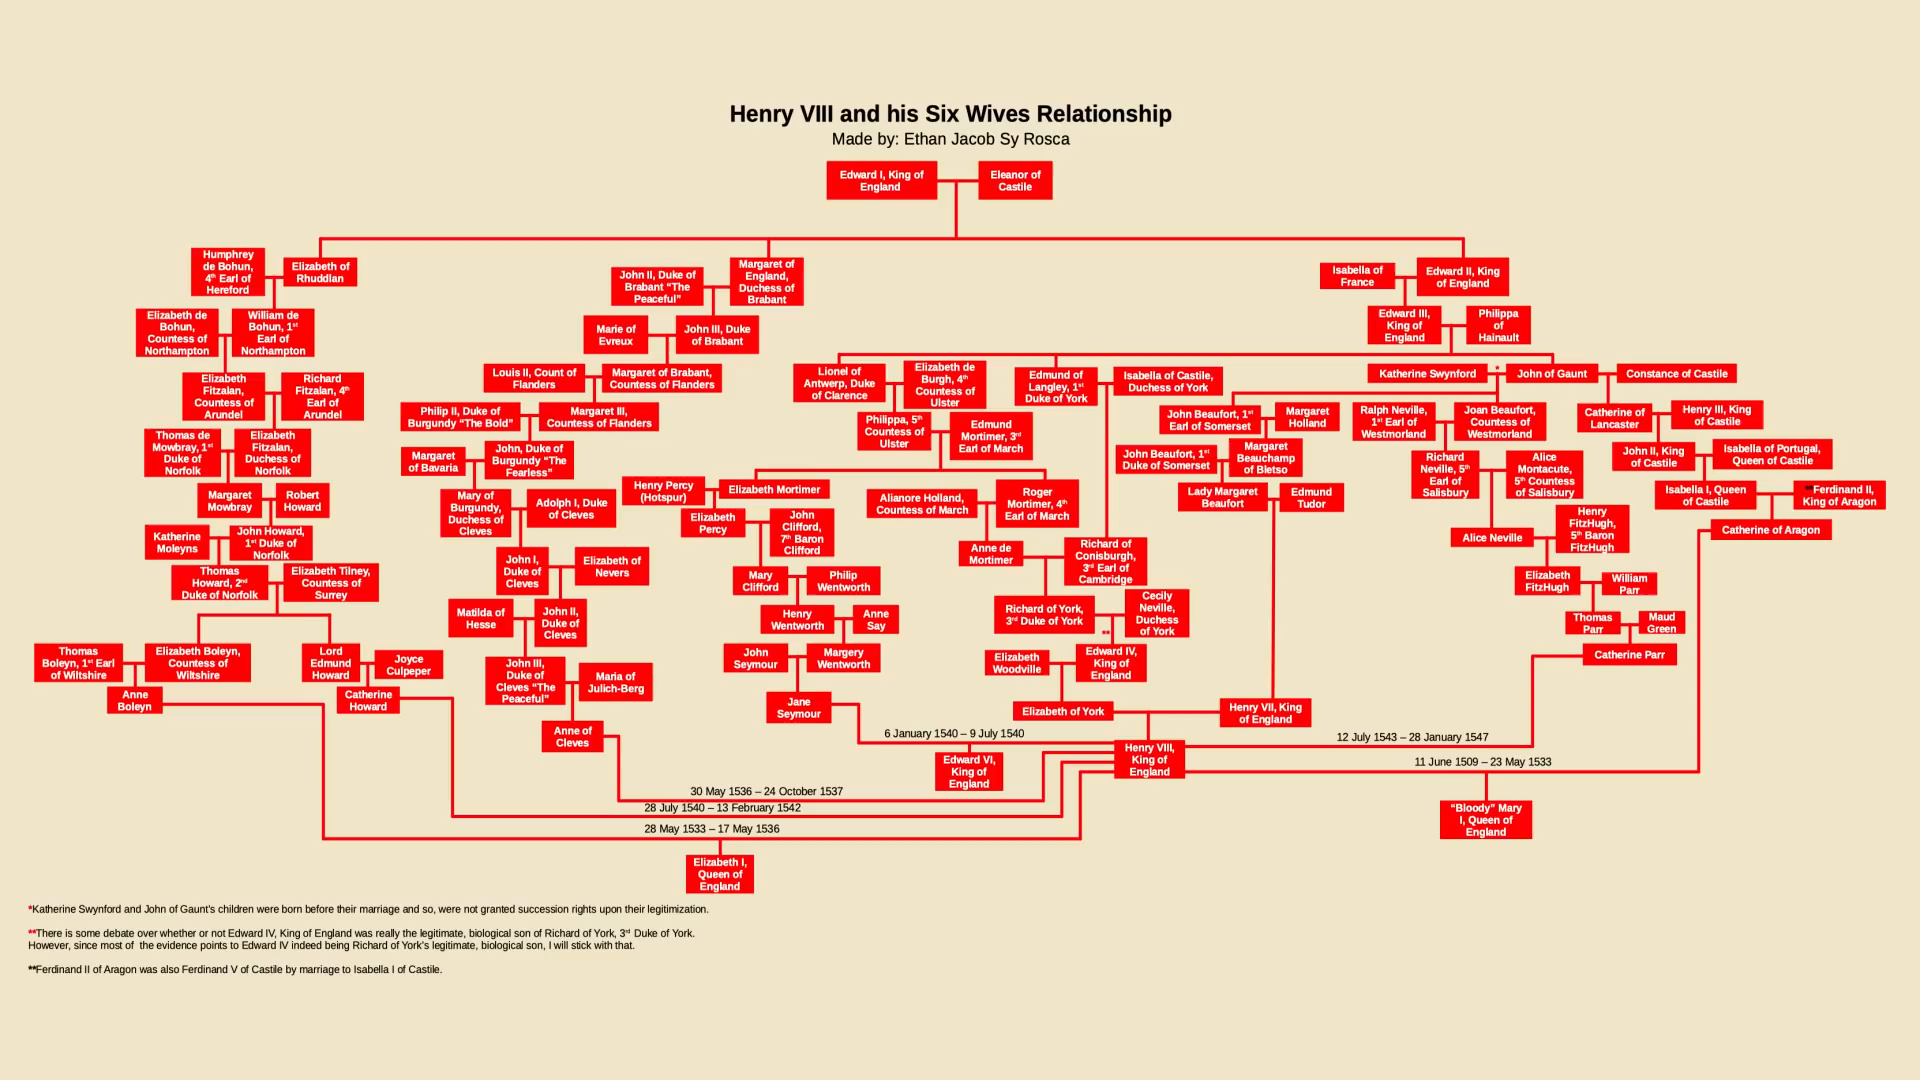 Henry VIII and his Six Wives Relationship
Made by: Ethan Jacob Sy Rosca
Edward I, King of
England
Eleanor of
Castile
Humphrey
de Bohun,
4th Earl of
Hereford
Elizabeth of
Rhuddlan
John II, Duke of
Brabant “The
Peaceful”
Margaret of
England,
Duchess of
Brabant
Isabella of
France
Edward II, King
of England
Elizabeth de
Bohun,
Countess of
Northampton
William de
Bohun, 1st
Earl of
Northampton
Marie of
Evreux
John III, Duke
of Brabant
Edward III,
King of
England
Philippa
of
Hainault
Elizabeth
Fitzalan,
Countess of
Arundel
Richard
Fitzalan, 4th
Earl of
Arundel
Louis II, Count of
Flanders
Margaret of Brabant,
Countess of Flanders
Lionel of
Antwerp, Duke
of Clarence
Elizabeth de
Burgh, 4th
Countess of
Ulster
Edmund of
Langley, 1st
Duke of York
Isabella of Castile,
Duchess of York
Katherine Swynford
*
John of Gaunt
Constance of Castile
Philip II, Duke of
Burgundy “The Bold”
Margaret III,
Countess of Flanders
Philippa, 5th
Countess of
Ulster
Edmund
Mortimer, 3rd
Earl of March
John Beaufort, 1st
Earl of Somerset
Margaret
Holland
Ralph Neville,
1st Earl of
Westmorland
Joan Beaufort,
Countess of
Westmorland
Catherine of
Lancaster
Henry III, King
of Castile
Thomas de
Mowbray, 1st
Duke of
Norfolk
Elizabeth
Fitzalan,
Duchess of
Norfolk
Margaret
of Bavaria
John, Duke of
Burgundy “The
Fearless”
John Beaufort, 1st
Duke of Somerset
Margaret
Beauchamp
of Bletso
Richard
Neville, 5th
Earl of
Salisbury
Alice
Montacute,
5th Countess
of Salisbury
John II, King
of Castile
Isabella of Portugal,
Queen of Castile
Margaret
Mowbray
Robert
Howard
Mary of
Burgundy,
Duchess of
Cleves
Adolph I, Duke
of Cleves
Henry Percy
(Hotspur)
Elizabeth Mortimer
Alianore Holland,
Countess of March
Roger
Mortimer, 4th
Earl of March
Lady Margaret
Beaufort
Edmund
Tudor
Isabella I, Queen
of Castile
**Ferdinand II,
King of Aragon
Katherine
Moleyns
John Howard,
1st Duke of
Norfolk
Elizabeth
Percy
John
Clifford,
7th Baron
Clifford
Alice Neville
Henry
FitzHugh,
5th Baron
FitzHugh
Catherine of Aragon
Thomas
Howard, 2nd
Duke of Norfolk
Elizabeth Tilney,
Countess of
Surrey
John I,
Duke of
Cleves
Elizabeth of
Nevers
Mary
Clifford
Philip
Wentworth
Anne de
Mortimer
Richard of
Conisburgh,
3rd Earl of
Cambridge
Elizabeth
FitzHugh
William
Parr
Matilda of
Hesse
John II,
Duke of
Cleves
Henry
Wentworth
Anne
Say
Richard of York,
3rd Duke of York
**
Cecily
Neville,
Duchess
of York
Thomas
Parr
Maud
Green
Thomas
Boleyn, 1st Earl
of Wiltshire
Elizabeth Boleyn,
Countess of
Wiltshire
Lord
Edmund
Howard
Joyce
Culpeper
John III,
Duke of
Cleves “The
Peaceful”
Maria of
Julich-Berg
John
Seymour
Margery
Wentworth
Elizabeth
Woodville
Edward IV,
King of
England
Catherine Parr
Anne
Boleyn
Catherine
Howard
Anne of
Cleves
Jane
Seymour
Elizabeth of York
Henry VII, King
of England
6 January 1540 – 9 July 1540
12 July 1543 – 28 January 1547
Edward VI,
King of
England
Henry VIII,
King of
England
11 June 1509 – 23 May 1533
30 May 1536 – 24 October 1537
28 July 1540 – 13 February 1542
28 May 1533 – 17 May 1536
“Bloody” Mary
I, Queen of
England
Elizabeth I,
Queen of
England
*Katherine Swynford and John of Gaunt’s children were born before their marriage and so, were not granted succession rights upon their legitimization.
**There is some debate over whether or not Edward IV, King of England was really the legitimate, biological son of Richard of York, 3rd Duke of York.
However, since most of the evidence points to Edward IV indeed being Richard of York’s legitimate, biological son, I will stick with that.
**Ferdinand II of Aragon was also Ferdinand V of Castile by marriage to Isabella I of Castile.